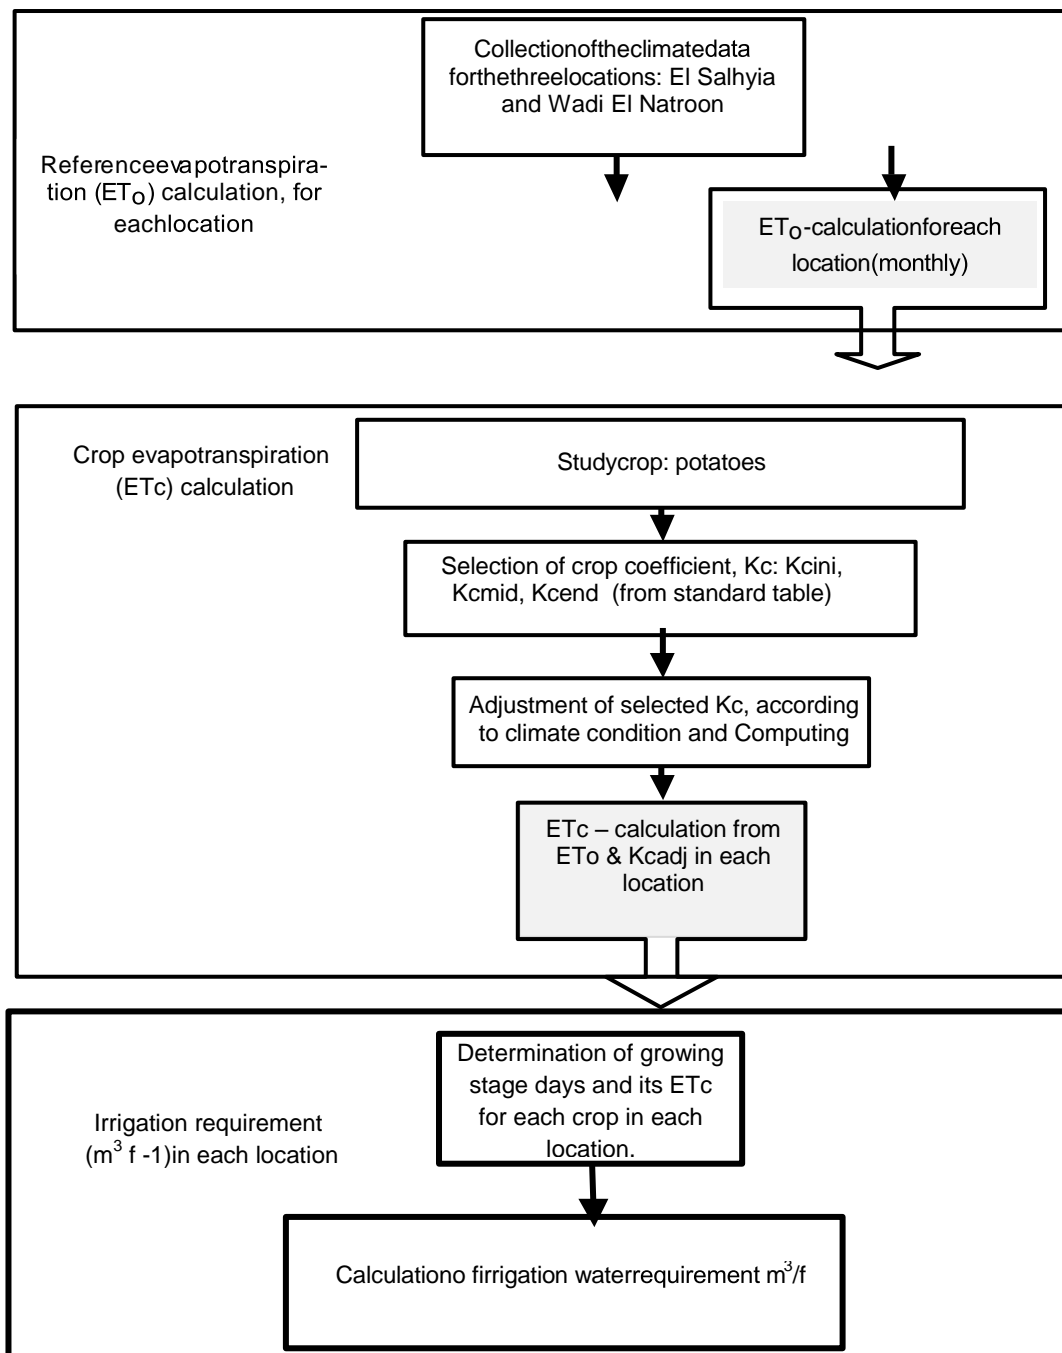 Collectionoftheclimatedata
forthethreelocations: El Salhyia
and Wadi El Natroon
Referenceevapotranspira-
tion (ETo) calculation, for
eachlocation
ETo-calculationforeach
location(monthly)
Crop evapotranspiration
(ETc) calculation
Studycrop: potatoes
Selection of crop coefficient, Kc: Kcini,
Kcmid, Kcend (from standard table)
Adjustment of selected Kc, according
to climate condition and Computing
ETc – calculation from
ETo & Kcadj in each
location
Determination of growing
stage days and its ETc
for each crop in each
location.
Irrigation requirement
(m³ f -1)in each location
Calculationo firrigation waterrequirement m³/f